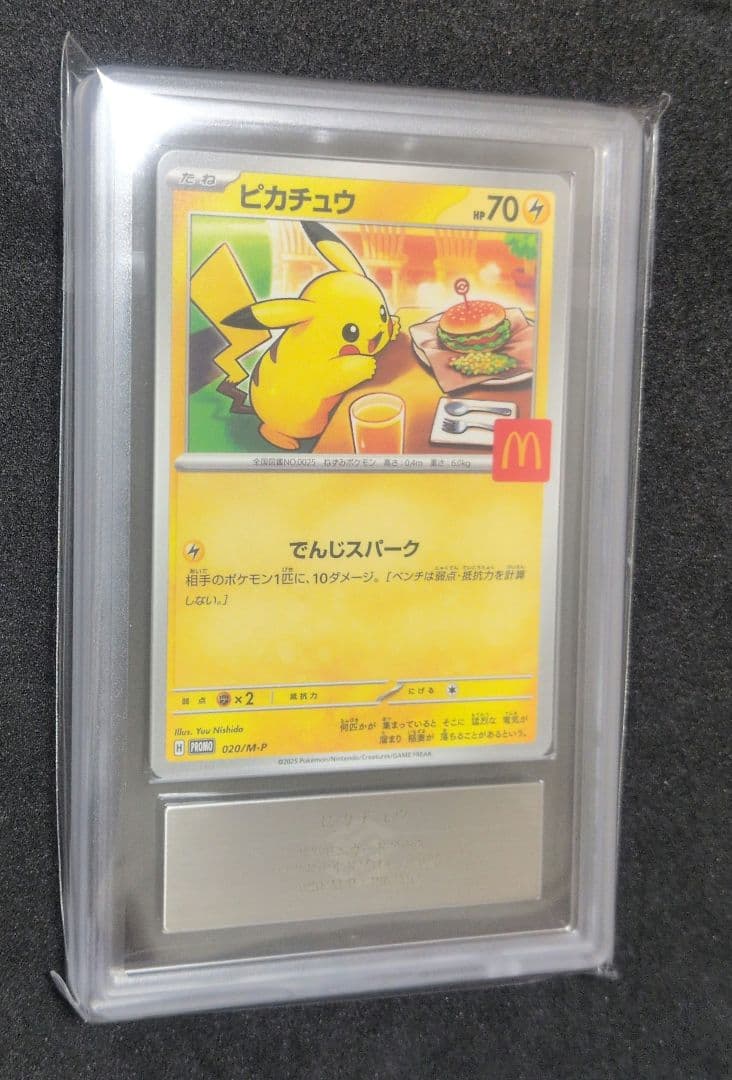 たね ピカチュウ HP 70
全国図鑑NO.0025 ねずみポケモン 高さ:0.4m 重さ:6.0kg
でんじスパーク
相手のポケモン1匹に、10ダメージ。[ベンチは弱点・抵抗力を計算
しない。]
弱点 ×2 抵抗力 にげる
Illus. Yuu Nishida
何匹かが 集まっていると そこに 猛烈な 電気が
溜まり 稲妻が 落ちることがあるという。
H PROMO 020/M-P
©2025 Pokémon/Nintendo/Creatures/GAME FREAK